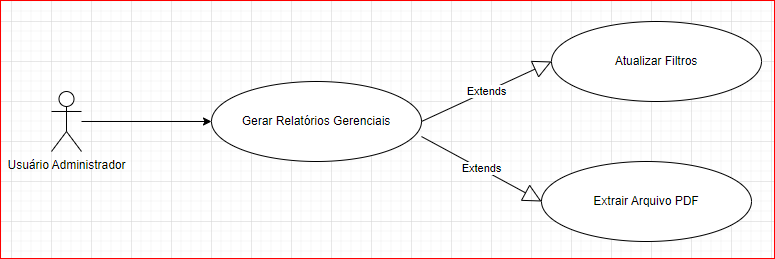 Atualizar Filtros
Extends
Gerar Relatórios Gerenciais
Usuário Administrador
Extends
Extrair Arquivo PDF